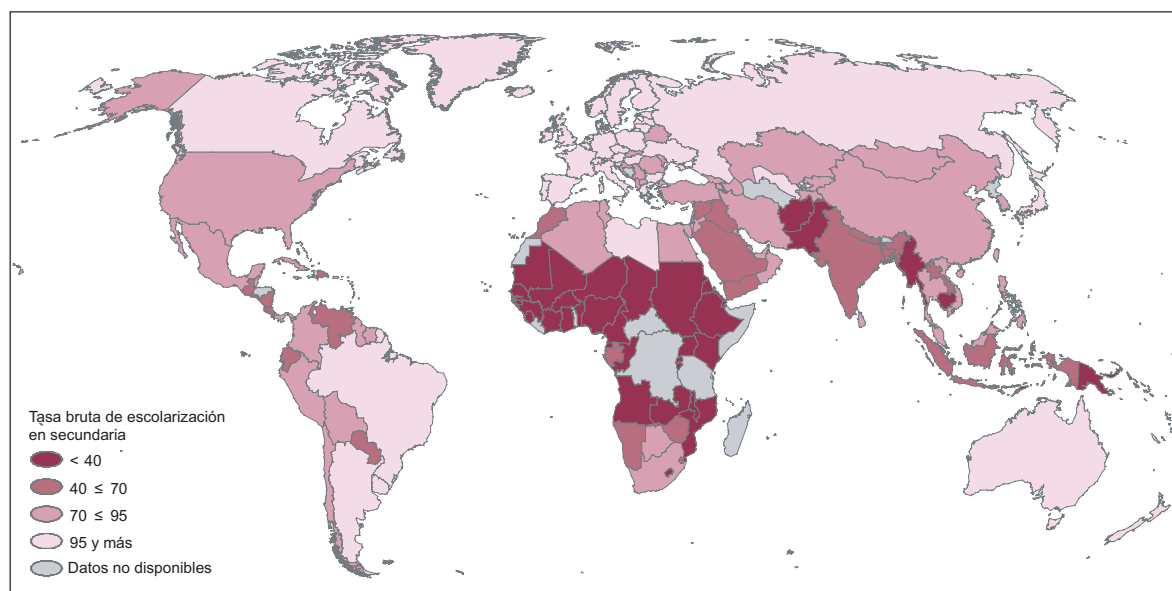 Tasa bruta de escolarización
en secundaria
< 40
40 ≤ 70
70 ≤ 95
95 y más
Datos no disponibles